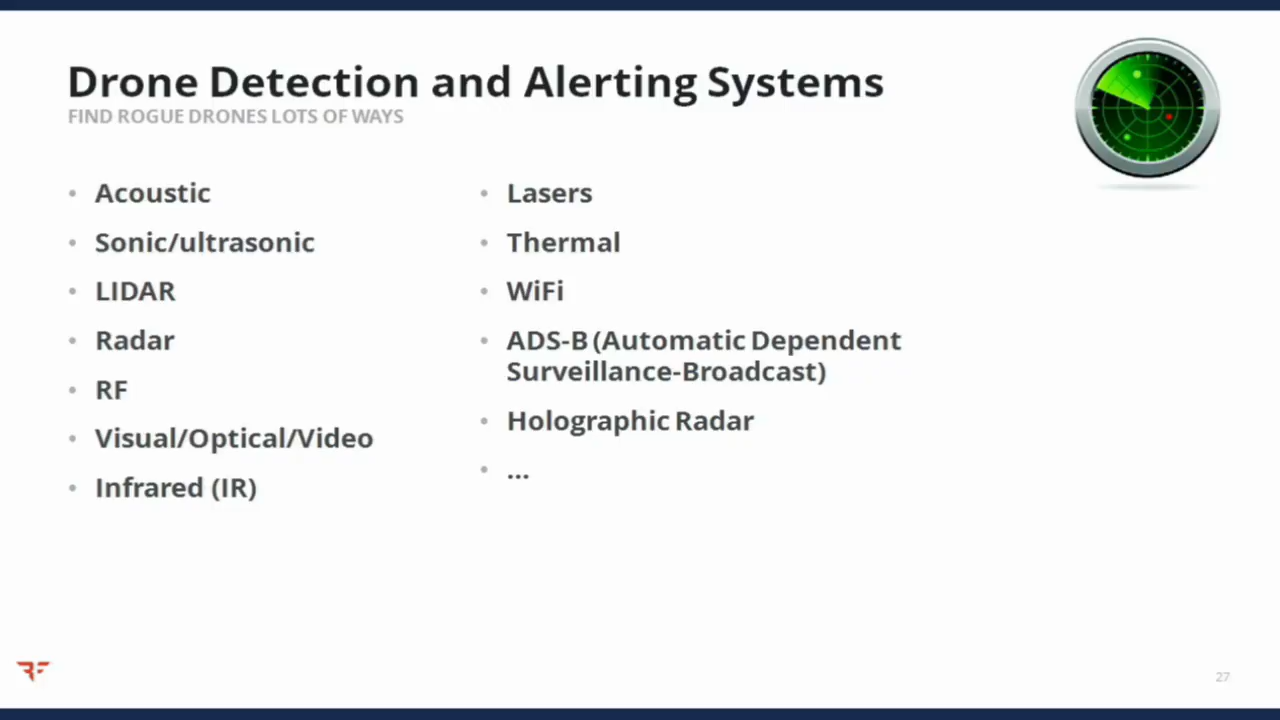 Drone Detection and Alerting Systems
FIND ROGUE DRONES LOTS OF WAYS
• Acoustic
• Sonic/ultrasonic
• LIDAR
• Radar
• RF
• Visual/Optical/Video
• Infrared (IR)
• Lasers
• Thermal
• WiFi
• ADS-B (Automatic Dependent
Surveillance-Broadcast)
• Holographic Radar
• ...
27